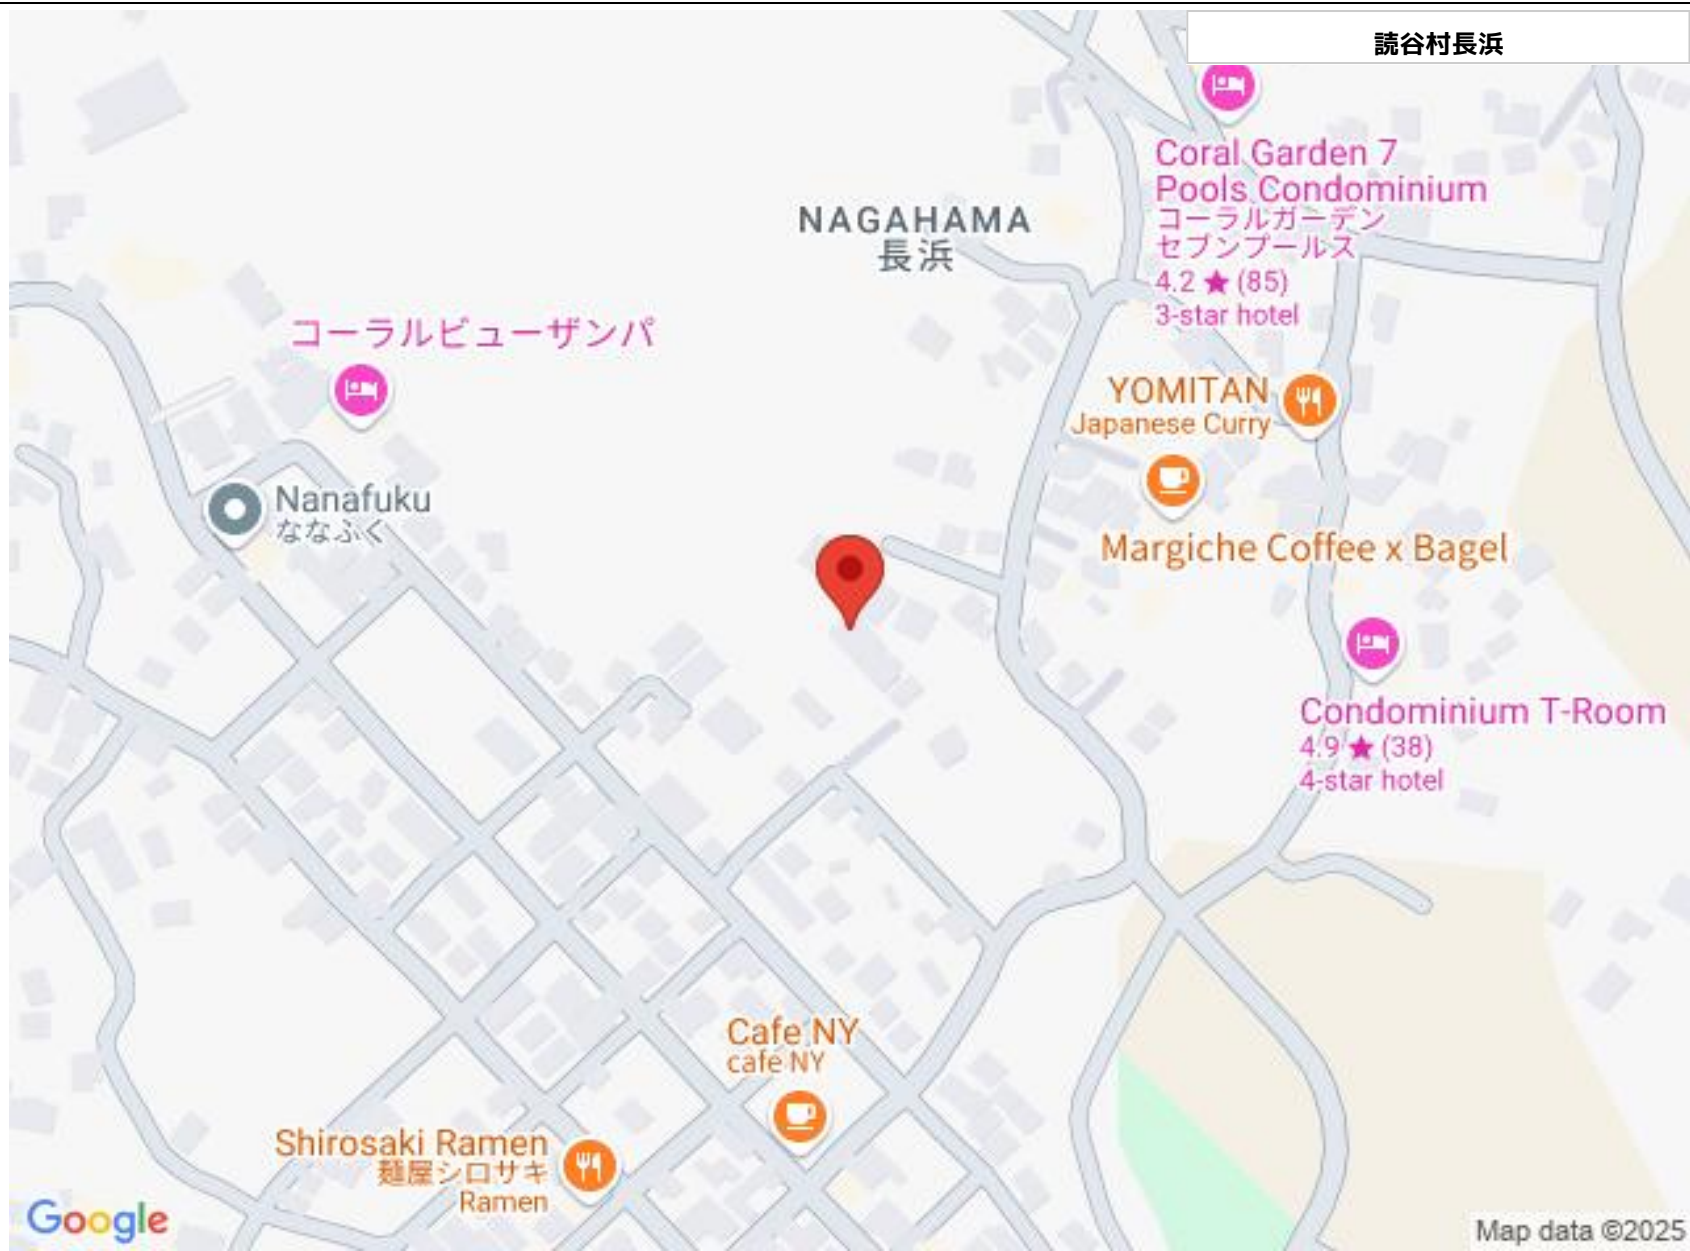 読谷村長浜
Coral Garden 7
Pools Condominium
コーラルガーデン
セブンプールス
4.2 ★ (85)
3-star hotel
NAGAHAMA
長浜
コーラルビューザンパ
YOMITAN
Japanese Curry
Nanafuku
ななふく
Margiche Coffee x Bagel
Condominium T-Room
4.9 ★ (38)
4-star hotel
Cafe NY
cafe NY
Shirosaki Ramen
麺屋シロサキ
Ramen
Google
Map data ©2025